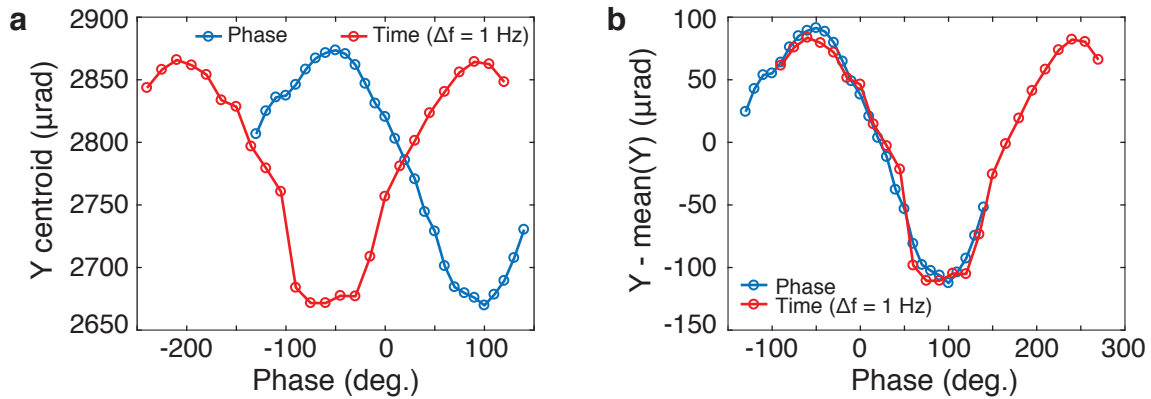 a
2900
2850
2800
2750
2700
2650
Y centroid (µrad)
Phase
Time (Δf = 1 Hz)
-200
-100
0
100
Phase (deg.)
b
100
50
0
-50
-100
-150
Y - mean(Y) (µrad)
Phase
Time (Δf = 1 Hz)
-100
0
100
200
300
Phase (deg.)